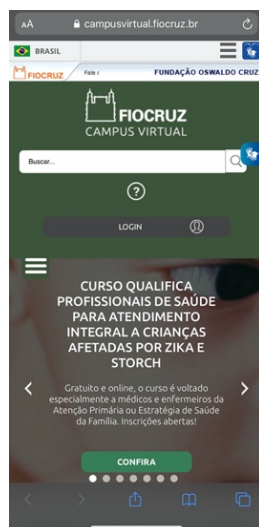 AA campusvirtual.fiocruz.br
BRASIL
FIOCRUZ Fale c FUNDAÇÃO OSWALDO CRUZ
FIOCRUZ
CAMPUS VIRTUAL
Buscar...
?
LOGIN
CURSO QUALIFICA
PROFISSIONAIS DE SAÚDE
PARA ATENDIMENTO
INTEGRAL A CRIANÇAS
AFETADAS POR ZIKA E
STORCH
Gratuito e online, o curso é voltado
especialmente a médicos e enfermeiros da
Atenção Primária ou Estratégia de Saúde
da Família. Inscrições abertas!
CONFIRA